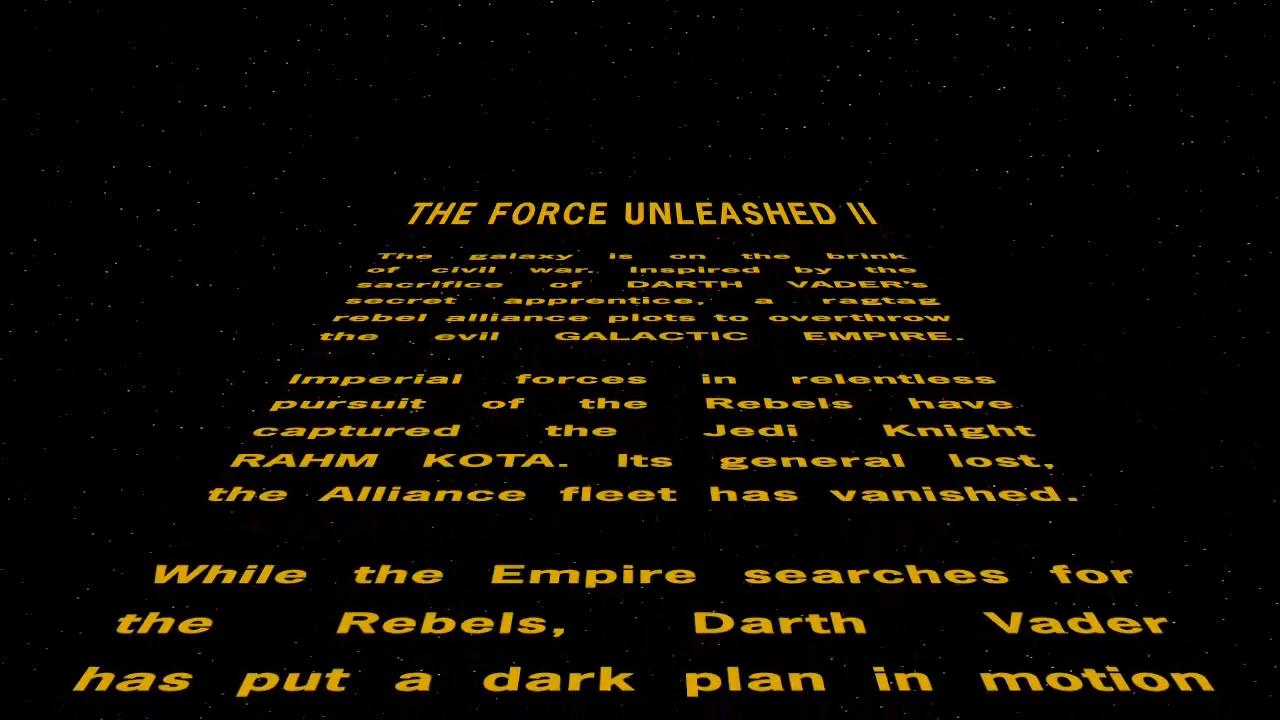 THE FORCE UNLEASHED II
The galaxy is on the brink
of civil war. Inspired by the
sacrifice of DARTH VADER's
secret apprentice, a ragtag
rebel alliance plots to overthrow
the evil GALACTIC EMPIRE.
Imperial forces in relentless
pursuit of the Rebels have
captured the Jedi Knight
RAHM KOTA. Its general lost,
the Alliance fleet has vanished.
While the Empire searches for
the Rebels, Darth Vader
has put a dark plan in motion